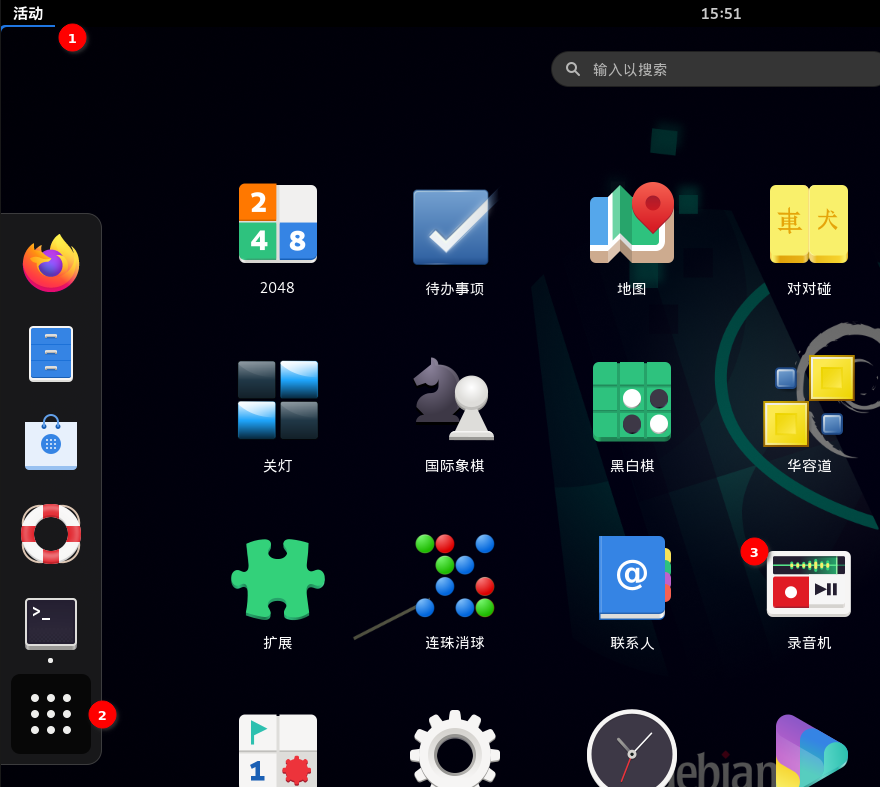 活动
15:51
1
输入以搜索
2
4 8
車 犬
2048
待办事项
地图
对对碰
关灯
国际象棋
黑白棋
华容道
@
3
扩展
连珠消球
联系人
录音机
>_
2
1
ebian